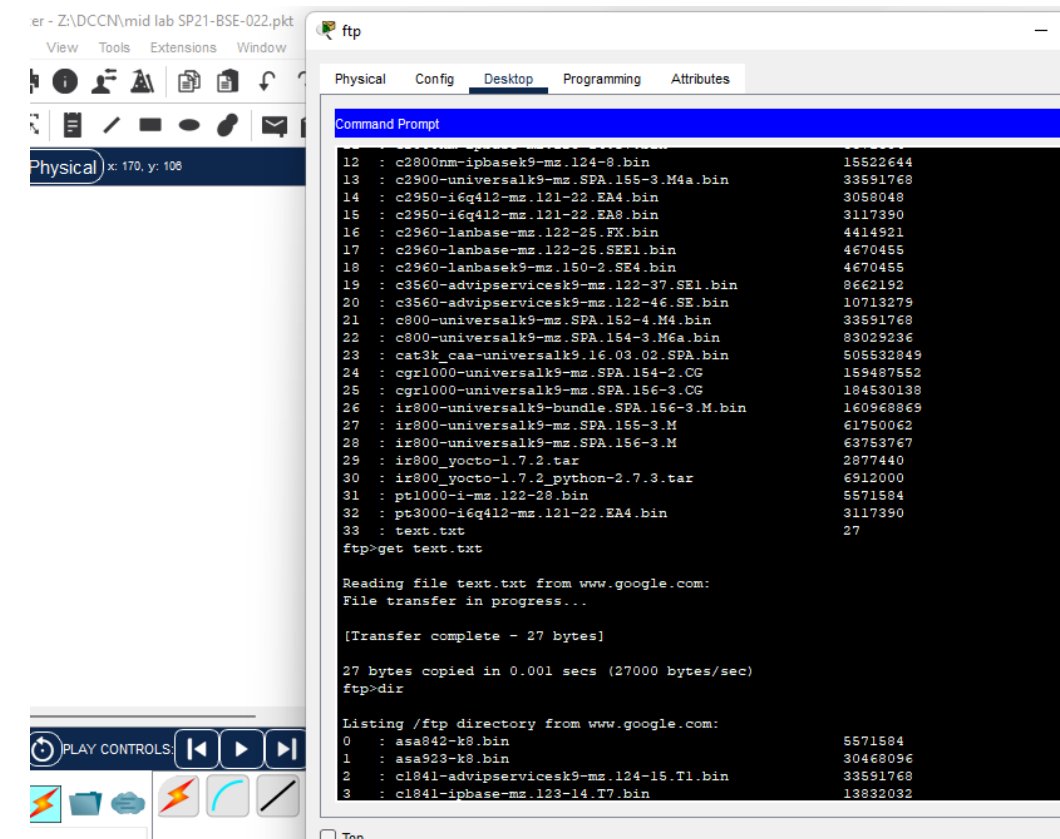 er - Z:\DCCN\mid lab SP21-BSE-022.pkt
View Tools Extensions Window
Physical x: 170, y: 106
PLAY CONTROLS:
ftp
Physical Config Desktop Programming Attributes
Command Prompt
12 : c2800nm-ipbasek9-mz.124-8.bin 15522644
13 : c2900-universalk9-mz.SPA.155-3.M4a.bin 33591768
14 : c2950-i6q4l2-mz.121-22.EA4.bin 3058048
15 : c2950-i6q4l2-mz.121-22.EA8.bin 3117390
16 : c2960-lanbase-mz.122-25.FX.bin 4414921
17 : c2960-lanbase-mz.122-25.SEE1.bin 4670455
18 : c2960-lanbasek9-mz.150-2.SE4.bin 4670455
19 : c3560-advipservicesk9-mz.122-37.SE1.bin 8662192
20 : c3560-advipservicesk9-mz.122-46.SE.bin 10713279
21 : c800-universalk9-mz.SPA.152-4.M4.bin 33591768
22 : c800-universalk9-mz.SPA.154-3.M6a.bin 83029236
23 : cat3k_caa-universalk9.16.03.02.SPA.bin 505532849
24 : cgr1000-universalk9-mz.SPA.154-2.CG 159487552
25 : cgr1000-universalk9-mz.SPA.156-3.CG 184530138
26 : ir800-universalk9-bundle.SPA.156-3.M.bin 160968869
27 : ir800-universalk9-mz.SPA.155-3.M 61750062
28 : ir800-universalk9-mz.SPA.156-3.M 63753767
29 : ir800_yocto-1.7.2.tar 2877440
30 : ir800_yocto-1.7.2_python-2.7.3.tar 6912000
31 : pt1000-i-mz.122-28.bin 5571584
32 : pt3000-i6q4l2-mz.121-22.EA4.bin 3117390
33 : text.txt 27
ftp>get text.txt
Reading file text.txt from www.google.com:
File transfer in progress...
[Transfer complete - 27 bytes]
27 bytes copied in 0.001 secs (27000 bytes/sec)
ftp>dir
Listing /ftp directory from www.google.com:
0 : asa842-k8.bin 5571584
1 : asa923-k8.bin 30468096
2 : c1841-advipservicesk9-mz.124-15.T1.bin 33591768
3 : c1841-ipbase-mz.123-14.T7.bin 13832032
Top